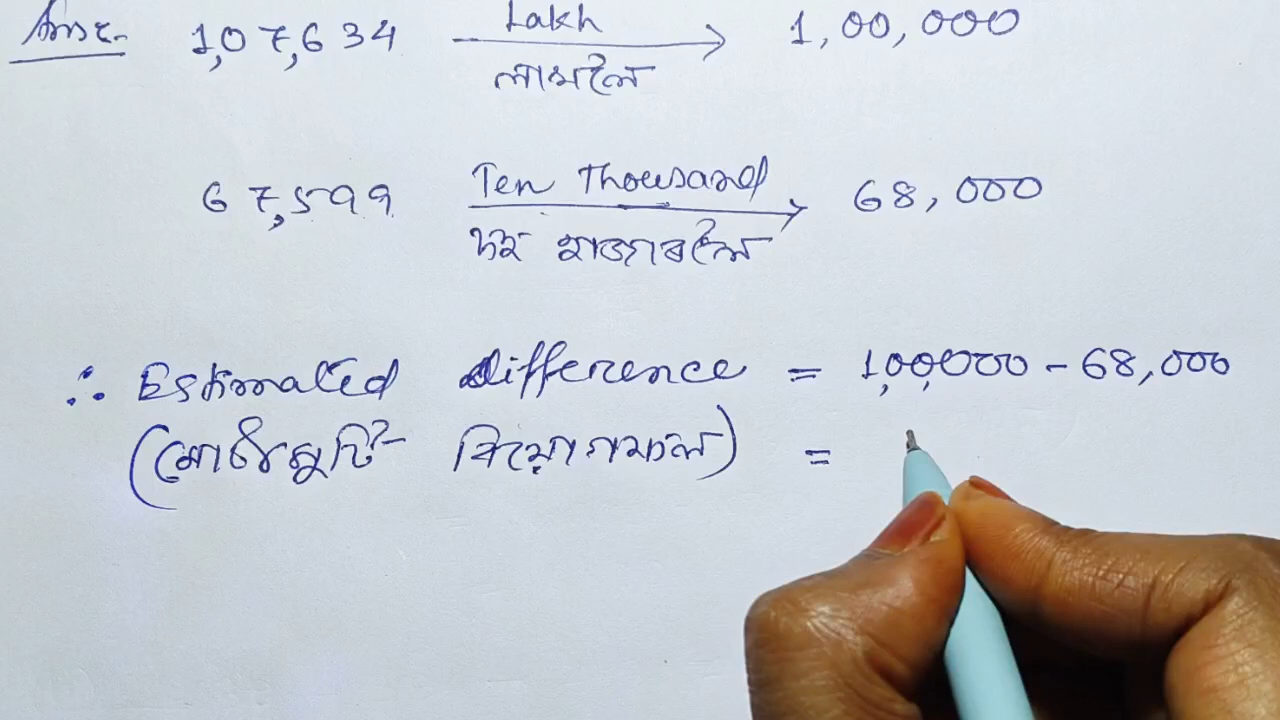 Ans:- 1,07,634 Lakh → 1,00,000
লাখলৈ
67,599 Ten Thousand → 68,000
দহ হাজাৰলৈ
∴ Estimated difference = 1,00,000 - 68,000
(মোটামুটি বিয়োগফল) =